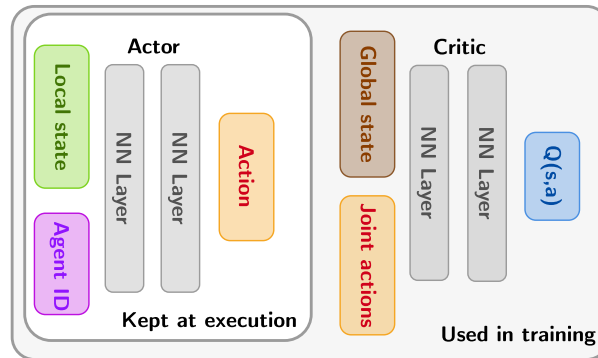 Actor
Local state
Agent ID
NN Layer
NN Layer
Action
Kept at execution
Critic
Global state
Joint actions
NN Layer
NN Layer
Q(s,a)
Used in training